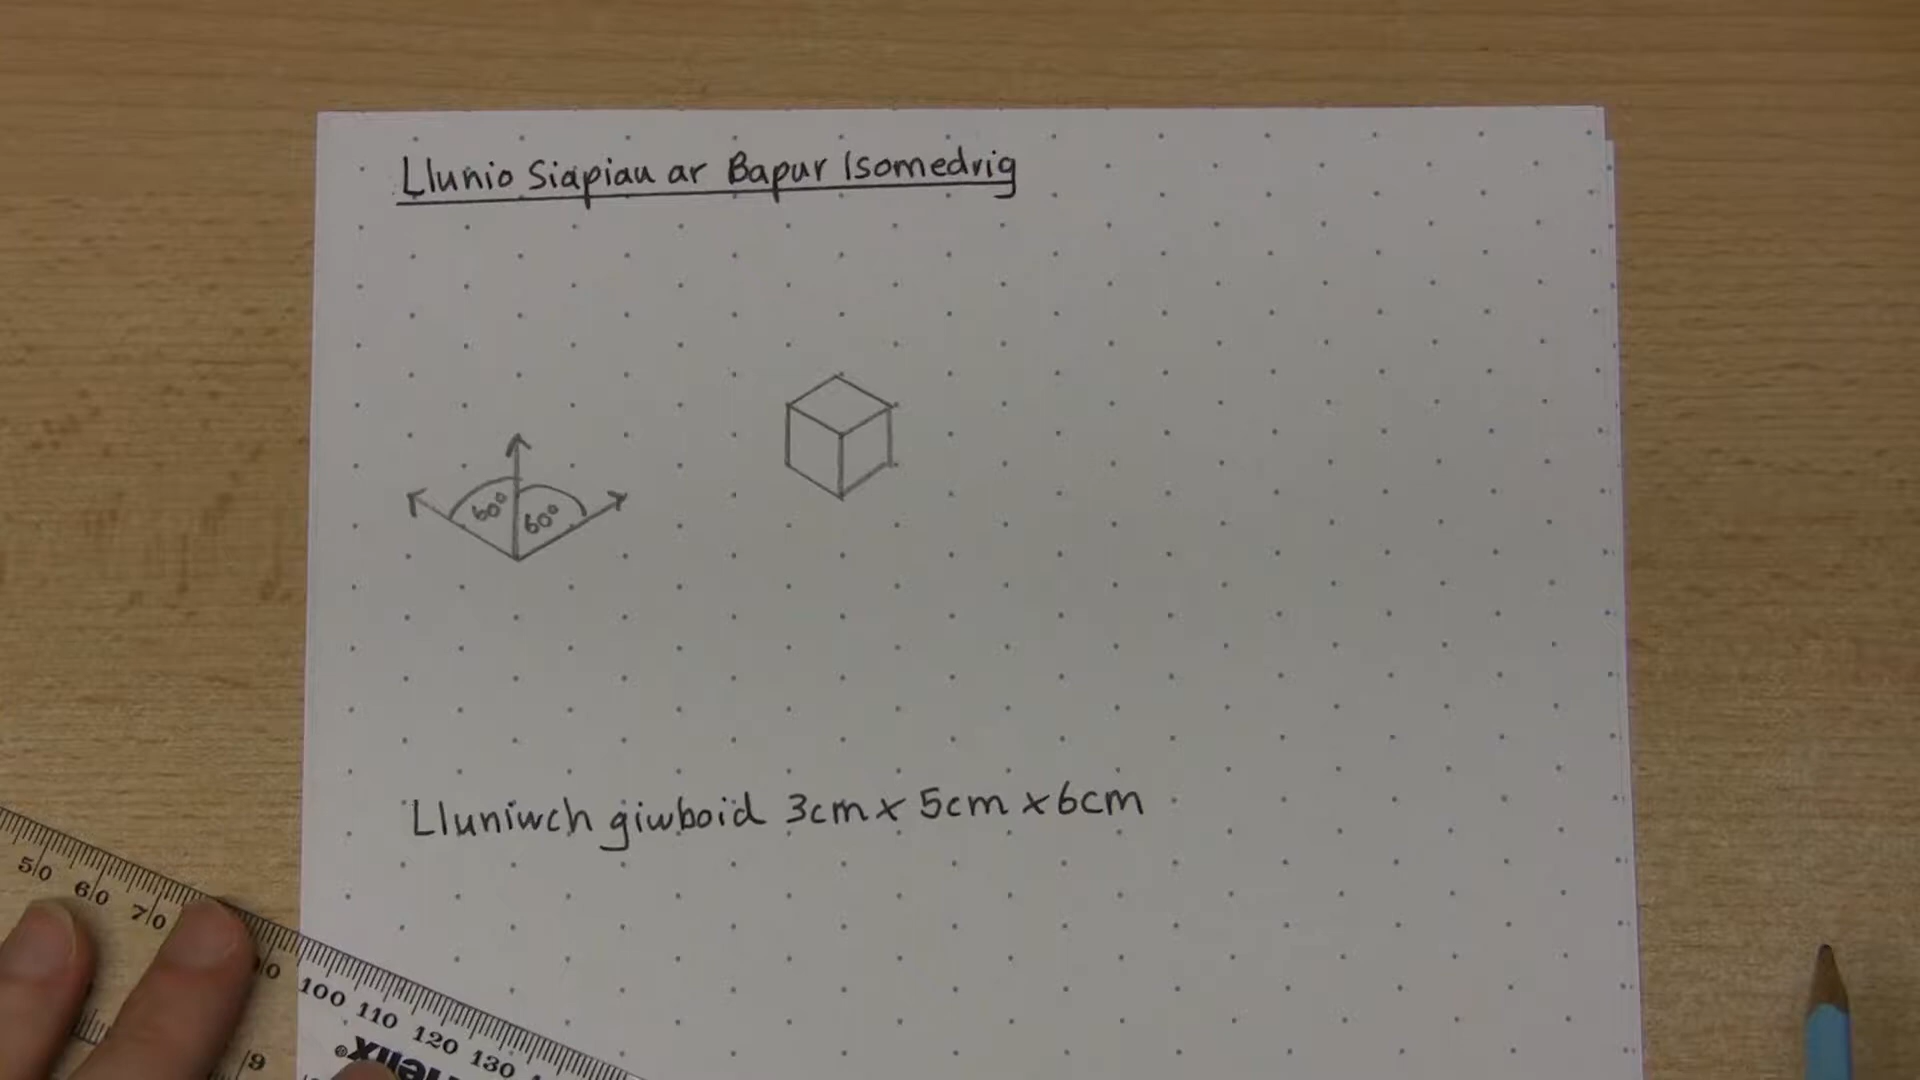 Llunio Siapiau ar Bapur Isomedrig
60° 60°
Lluniwch giwboid 3cm x 5cm x 6cm
50 60 70
100 110 120 130